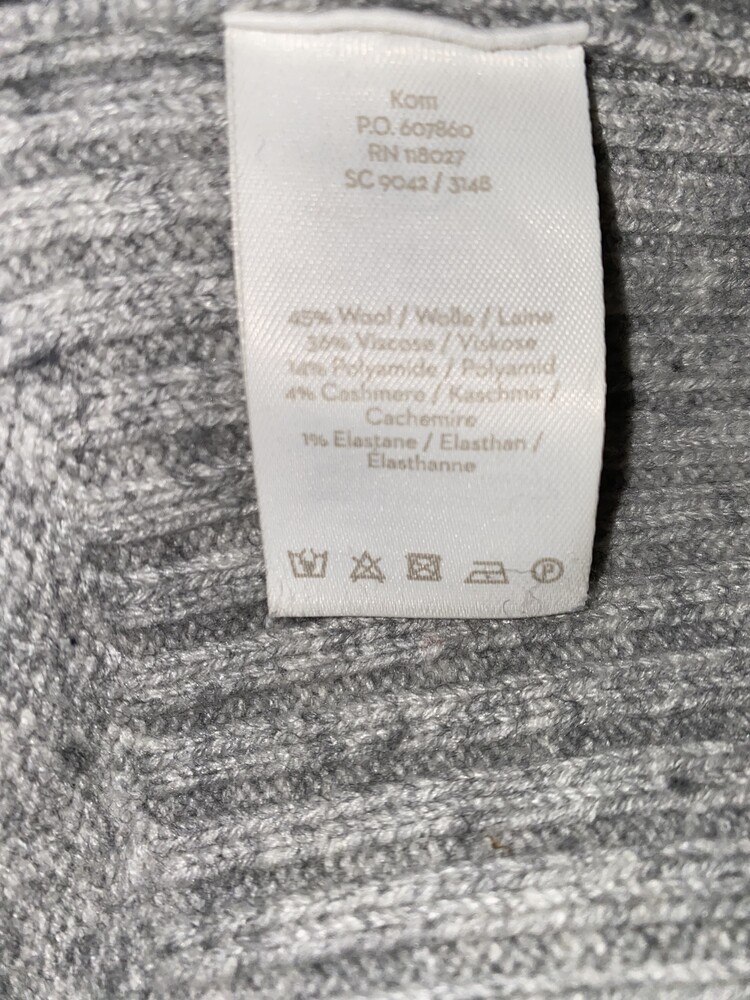 Kom
P.O. 607860
RN 118027
SC 9042 / 3148
45% Wool / Wolle / Laine
36% Viscose / Viskose
14% Polyamide / Polyamid
4% Cashmere / Kaschmir /
Cachemire
1% Elastane / Elasthan /
Élasthanne
P